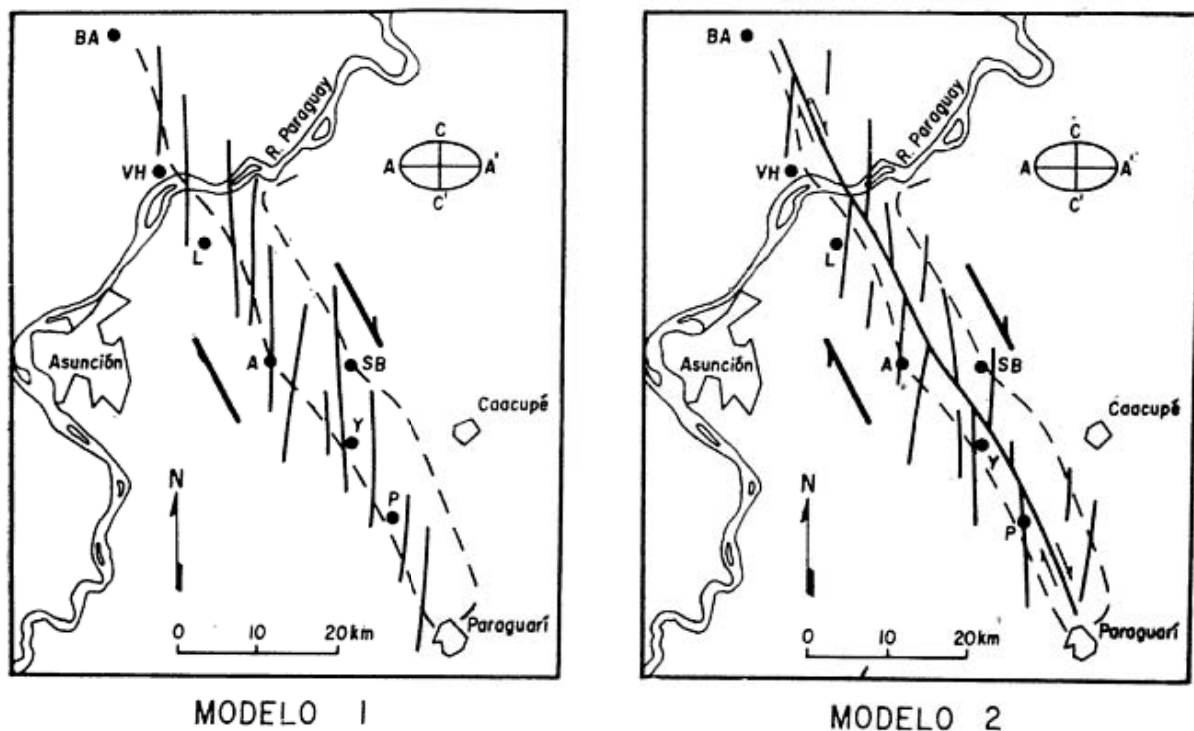 BA
R. Paraguay
C
A
A'
C'
VH
L
Asunción
A
SB
Caacupé
Y
N
P
0
10
20 km
Paraguarí
MODELO 1
BA
R. Paraguay
C
A
A'
C'
VH
L
Asunción
A
SB
Caacupé
Y
N
P
0
10
20 km
Paraguarí
MODELO 2